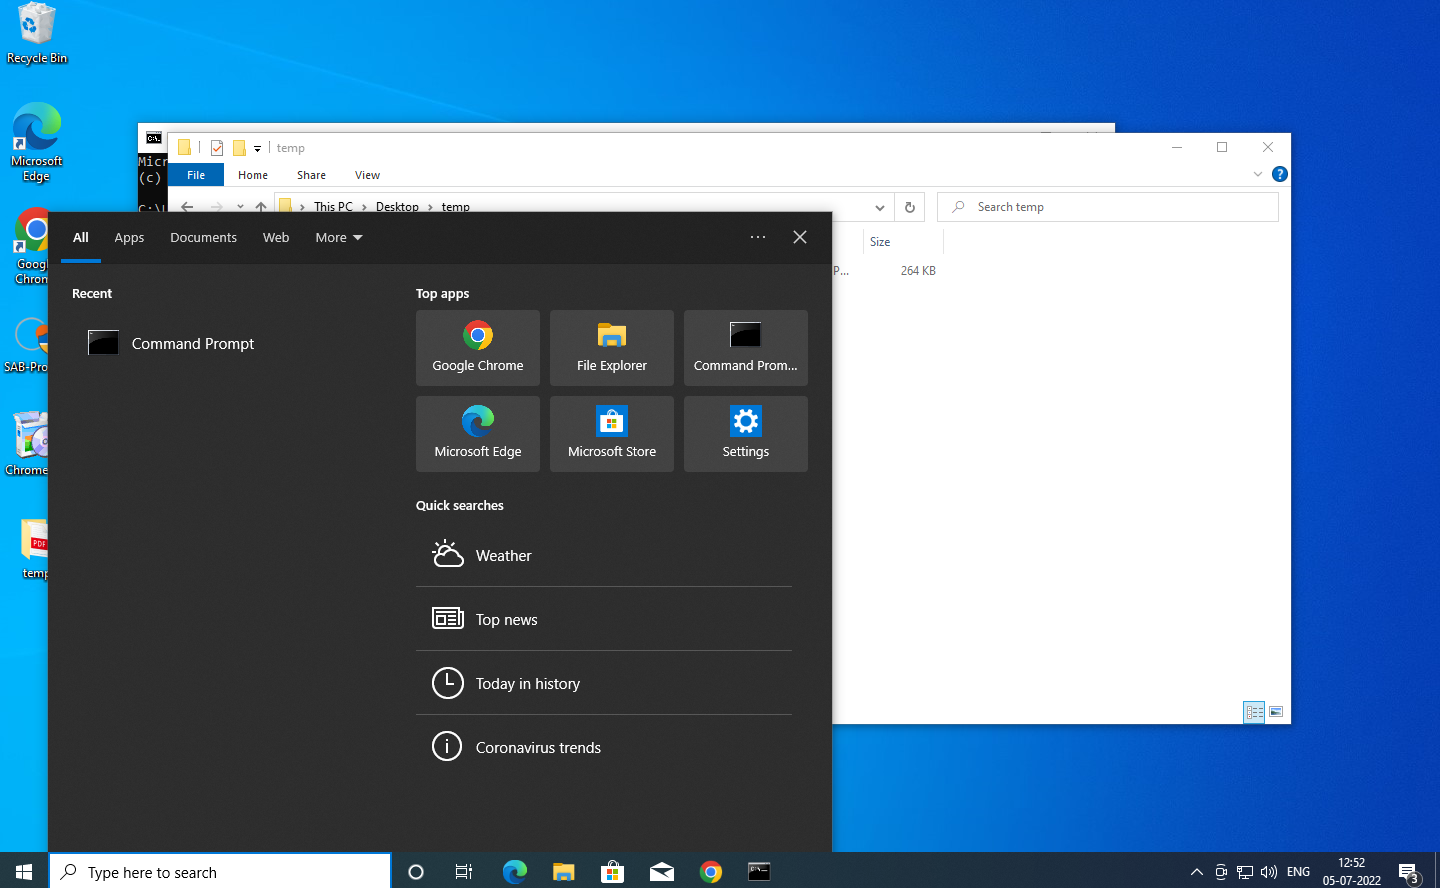 Recycle Bin
Microsoft
Edge
SAB-Pro
Chrome
temp
C:\.
Micr
(c)
temp
File
Home
Share
View
?
This PC
Desktop
temp
Search temp
Size
P...
264 KB
All
Apps
Documents
Web
More
Recent
Command Prompt
Top apps
Google Chrome
File Explorer
Command Prom...
Microsoft Edge
Microsoft Store
Settings
Quick searches
Weather
Top news
Today in history
Coronavirus trends
PDF
Type here to search
ENG
12:52
05-07-2022
3